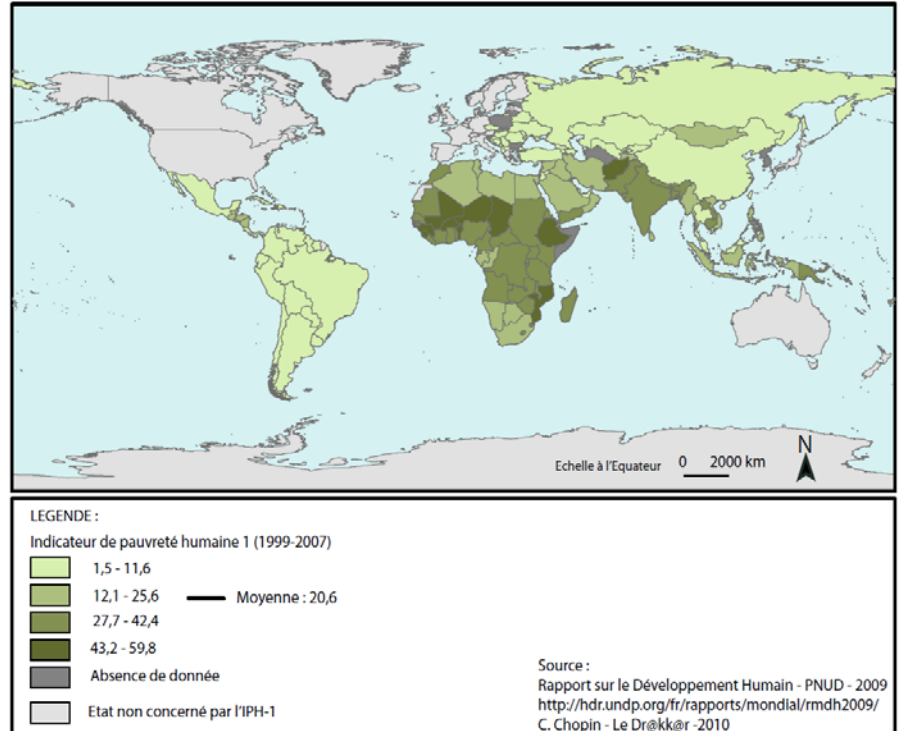 N
Echelle à l'Equateur 0 2000 km
LEGENDE :
Indicateur de pauvreté humaine 1 (1999-2007)
1,5 - 11,6
12,1 - 25,6 Moyenne : 20,6
27,7 - 42,4
43,2 - 59,8
Absence de donnée
Etat non concerné par l'IPH-1
Source :
Rapport sur le Développement Humain - PNUD - 2009
http://hdr.undp.org/fr/rapports/mondial/rmdh2009/
C. Chopin - Le Dr@kk@r -2010